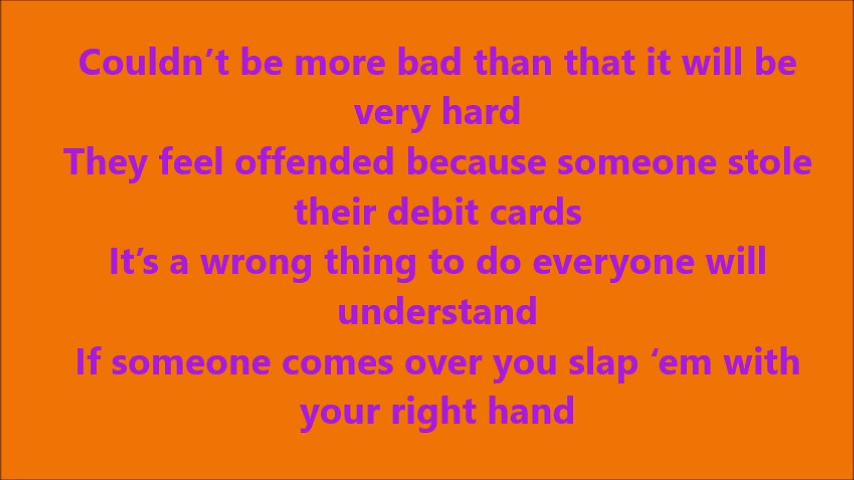 Couldn’t be more bad than that it will be
very hard
They feel offended because someone stole
their debit cards
It’s a wrong thing to do everyone will
understand
If someone comes over you slap ‘em with
your right hand